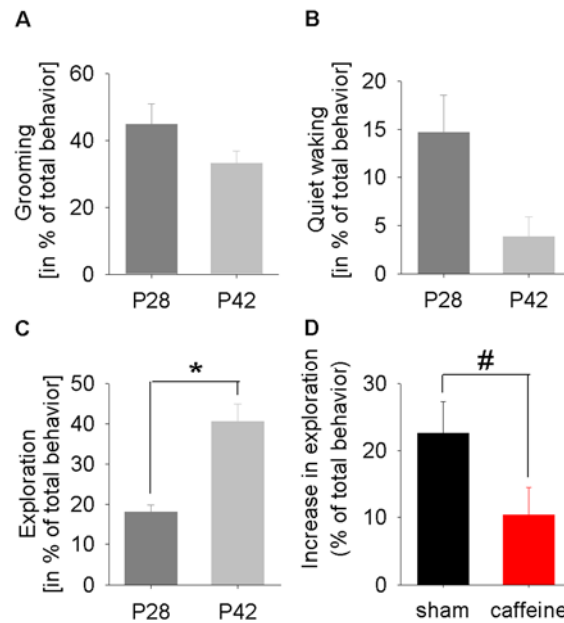 A
Grooming
[in % of total behavior]
60
40
20
0
P28 P42
B
Quiet waking
[in % of total behavior]
20
15
10
5
0
P28 P42
C
Exploration
[in % of total behavior]
50
40
30
20
10
0
*
P28 P42
D
Increase in exploration
(% of total behavior)
30
20
10
0
#
sham caffeine